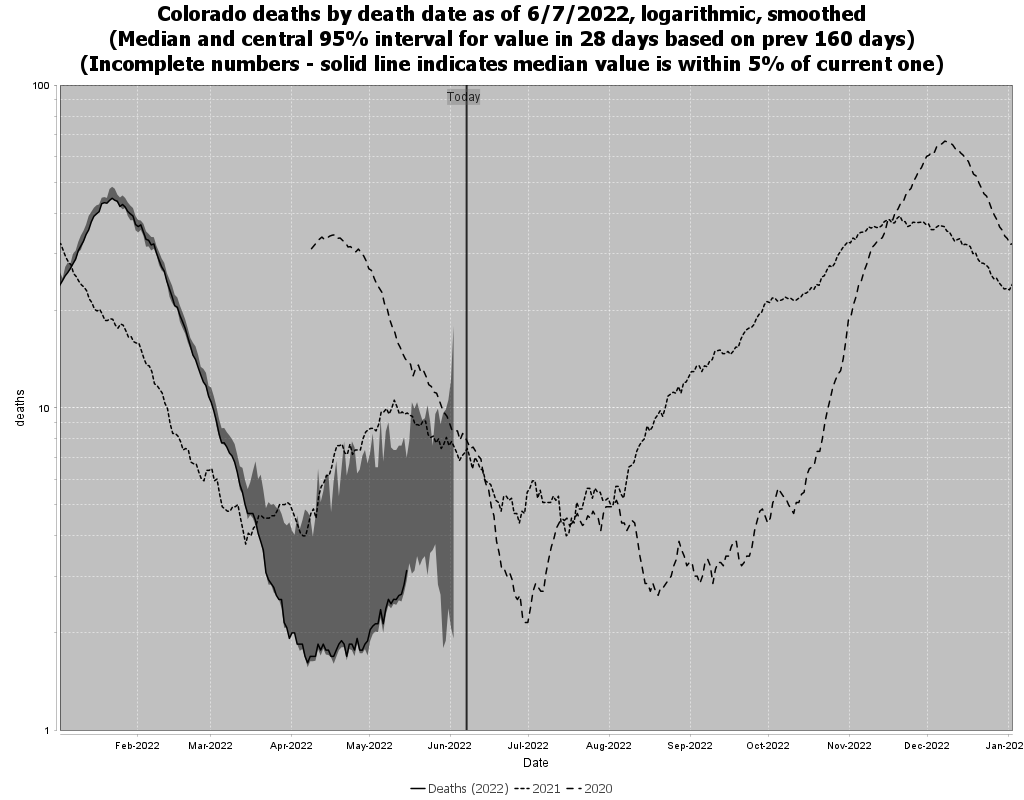 Colorado deaths by death date as of 6/7/2022, logarithmic, smoothed
(Median and central 95% interval for value in 28 days based on prev 160 days)
(Incomplete numbers - solid line indicates median value is within 5% of current one)
100
Today
deaths
10
1
Feb-2022 Mar-2022 Apr-2022 May-2022 Jun-2022 Jul-2022 Aug-2022 Sep-2022 Oct-2022 Nov-2022 Dec-2022 Jan-202
Date
Deaths (2022) 2021 2020